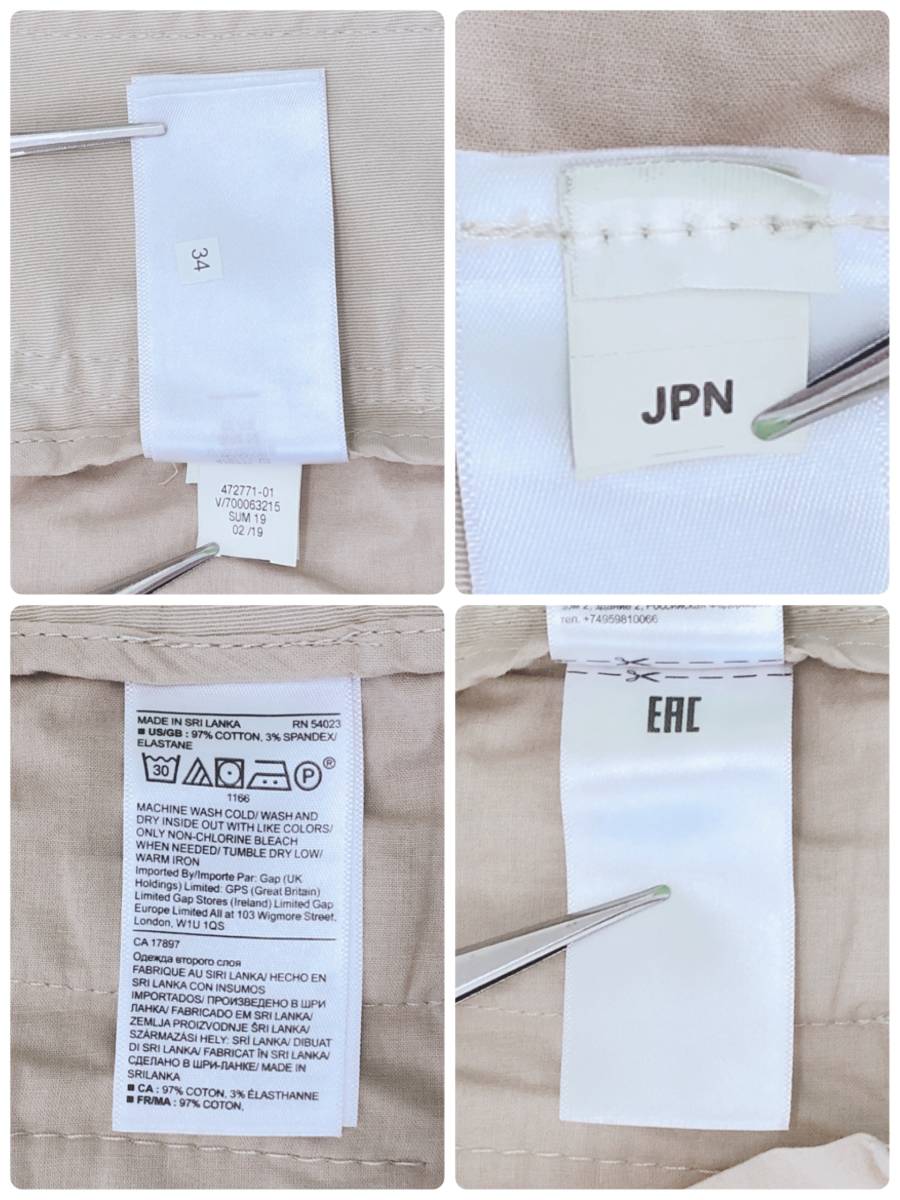 34
472771-01
V/700063215
SUM 19
02 /19
JPN
MADE IN SRI LANKA RN 54023
■ US/GB : 97% COTTON, 3% SPANDEX/
ELASTANE
30 P ®
1166
MACHINE WASH COLD/ WASH AND
DRY INSIDE OUT WITH LIKE COLORS/
ONLY NON-CHLORINE BLEACH
WHEN NEEDED/ TUMBLE DRY LOW/
WARM IRON
Imported By/Importe Par: Gap (UK
Holdings) Limited: GPS (Great Britain)
Limited Gap Stores (Ireland) Limited Gap
Europe Limited All at 103 Wigmore Street,
London, W1U 1QS
CA 17897
Одежда второго слоя
FABRIQUE AU SIRI LANKA/ HECHO EN
SRI LANKA CON INSUMOS
IMPORTADOS/ ПРОИЗВЕДЕНО В ШРИ
ЛАНКА/ FABRICADO EM SRI LANKA/
ZEMLJA PROIZVODNJE ŠRI LANKA/
SZÁRMAZÁSI HELY: SRÍ LANKA/ DIBUAT
DI SRI LANKA/ FABRICAT ÎN SRI LANKA/
СДЕЛАНО В ШРИ-ЛАНКЕ/ MADE IN
SRILANKA
■ CA : 97% COTON, 3% ÉLASTHANNE
■ FR/MA : 97% COTON,
тел. +74959810066
EAC